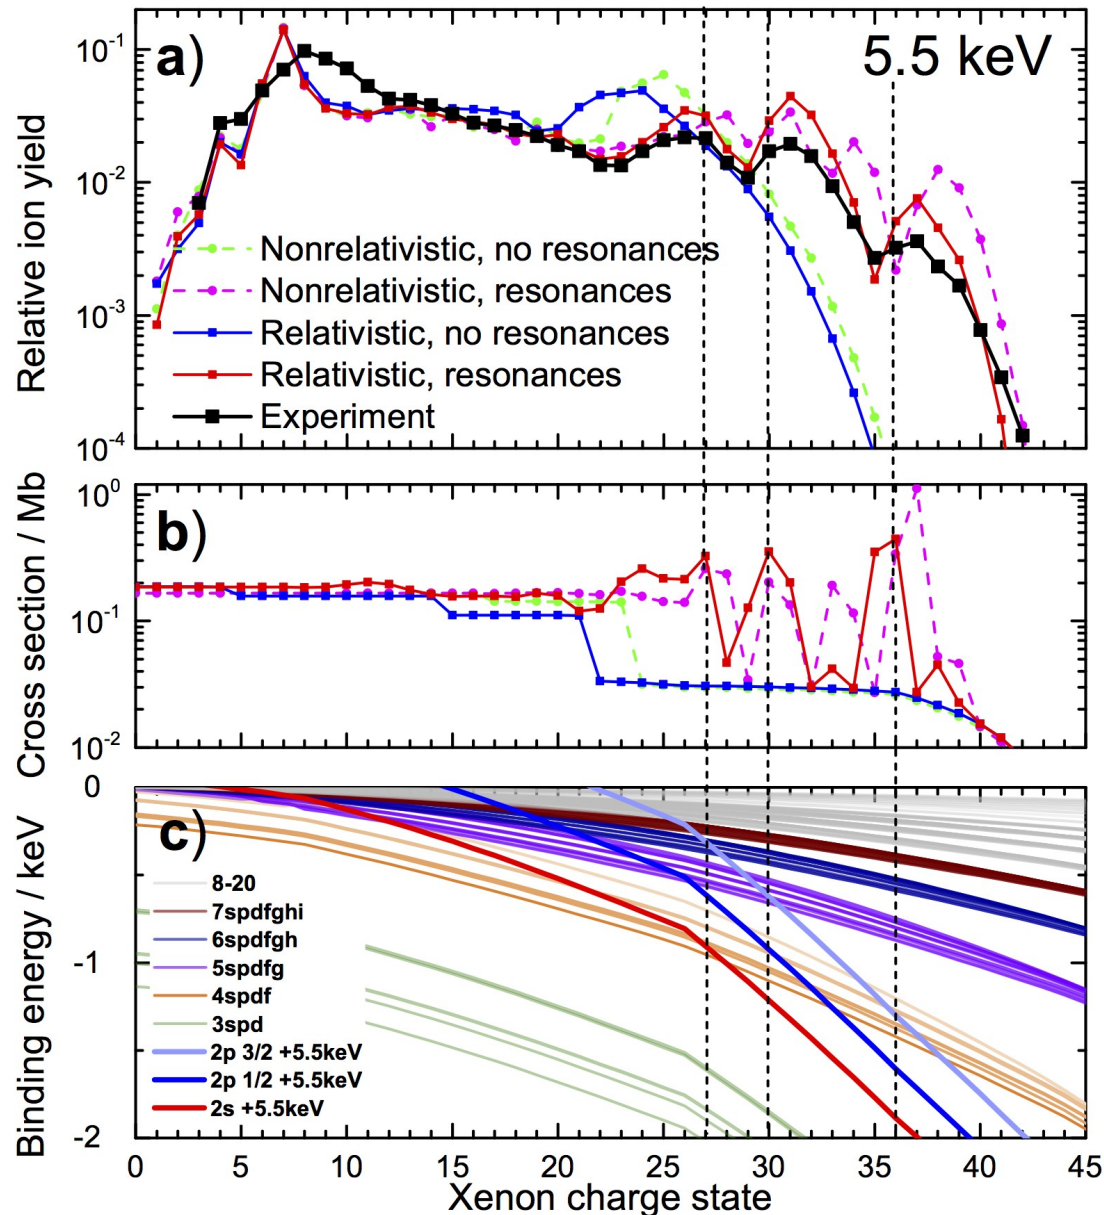 a)
5.5 keV
10⁻¹
10⁻²
10⁻³
10⁻⁴
Relative ion yield
Nonrelativistic, no resonances
Nonrelativistic, resonances
Relativistic, no resonances
Relativistic, resonances
Experiment
b)
10⁰
10⁻¹
10⁻²
Cross section / Mb
c)
0
-1
-2
Binding energy / keV
8-20
7spdfghi
6spdfgh
5spdfg
4spdf
3spd
2p 3/2 +5.5keV
2p 1/2 +5.5keV
2s +5.5keV
0 5 10 15 20 25 30 35 40 45
Xenon charge state